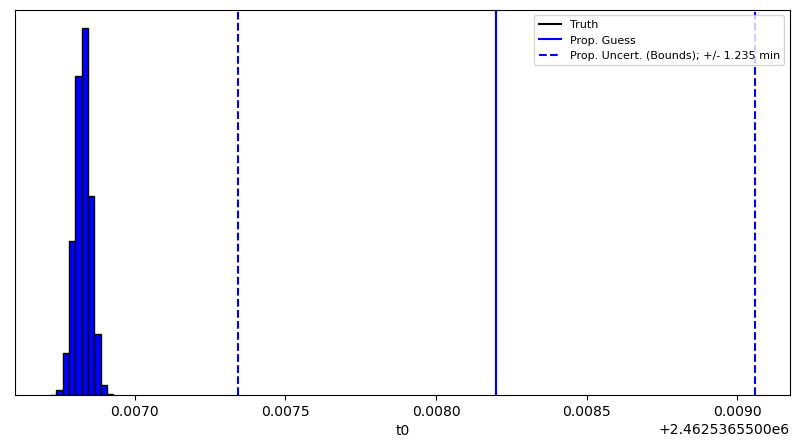 Truth
Prop. Guess
Prop. Uncert. (Bounds); +/- 1.235 min
0.0070 0.0075 0.0080 0.0085 0.0090
t0
+2.4625365500e6